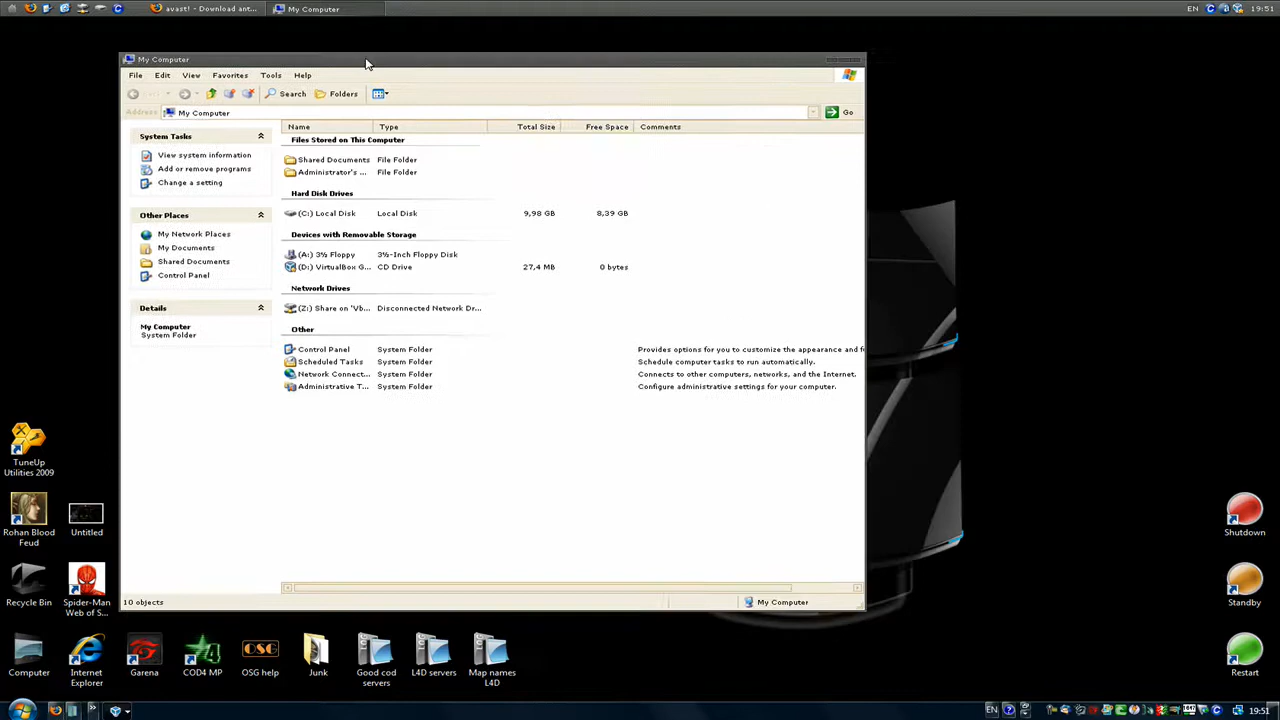 avast! - Download ant...
My Computer
EN
19:51
My Computer
File Edit View Favorites Tools Help
Search Folders
Address My Computer Go
Name Type Total Size Free Space Comments
System Tasks
View system information
Add or remove programs
Change a setting
Other Places
My Network Places
My Documents
Shared Documents
Control Panel
Details
My Computer
System Folder
Files Stored on This Computer
Shared Documents File Folder
Administrator's ... File Folder
Hard Disk Drives
(C:) Local Disk Local Disk 9,98 GB 8,39 GB
Devices with Removable Storage
(A:) 3½ Floppy 3½-Inch Floppy Disk
(D:) VirtualBox G... CD Drive 27,4 MB 0 bytes
Network Drives
(Z:) Share on 'Vb... Disconnected Network Dr...
Other
Control Panel System Folder Provides options for you to customize the appearance and f
Scheduled Tasks System Folder Schedule computer tasks to run automatically.
Network Connect... System Folder Connects to other computers, networks, and the Internet.
Administrative T... System Folder Configure administrative settings for your computer.
10 objects
My Computer
TuneUp
Utilities 2009
Rohan Blood
Feud
Untitled
Recycle Bin
Spider-Man
Web of S...
Computer
Internet
Explorer
Garena
COD4 MP
OSG
OSG help
Junk
Good cod
servers
L4D servers
Map names
L4D
Shutdown
Standby
Restart
EN
19:51